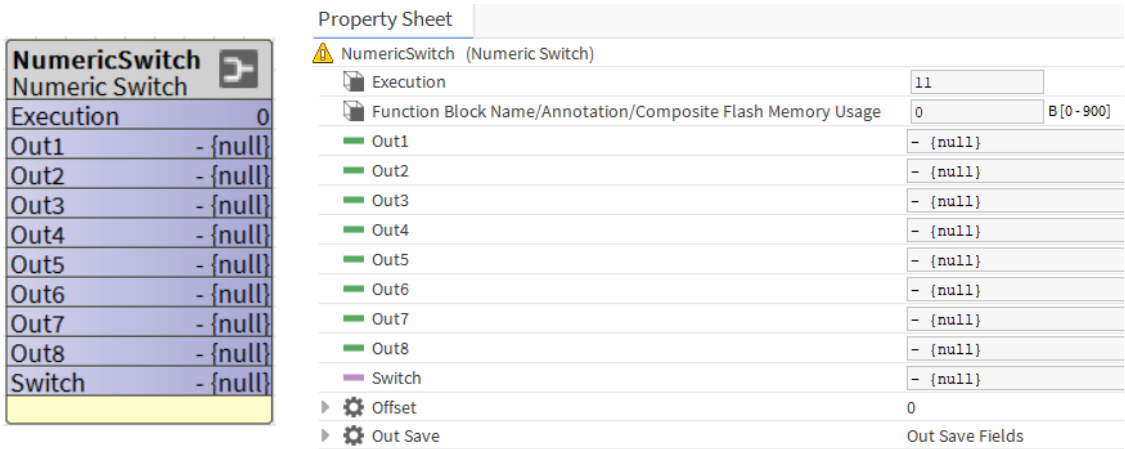 NumericSwitch
Numeric Switch
Execution 0
Out1 - {null}
Out2 - {null}
Out3 - {null}
Out4 - {null}
Out5 - {null}
Out6 - {null}
Out7 - {null}
Out8 - {null}
Switch - {null}
Property Sheet
NumericSwitch (Numeric Switch)
Execution 11
Function Block Name/Annotation/Composite Flash Memory Usage 0 B [0 - 900]
Out1 - {null}
Out2 - {null}
Out3 - {null}
Out4 - {null}
Out5 - {null}
Out6 - {null}
Out7 - {null}
Out8 - {null}
Switch - {null}
Offset 0
Out Save Out Save Fields